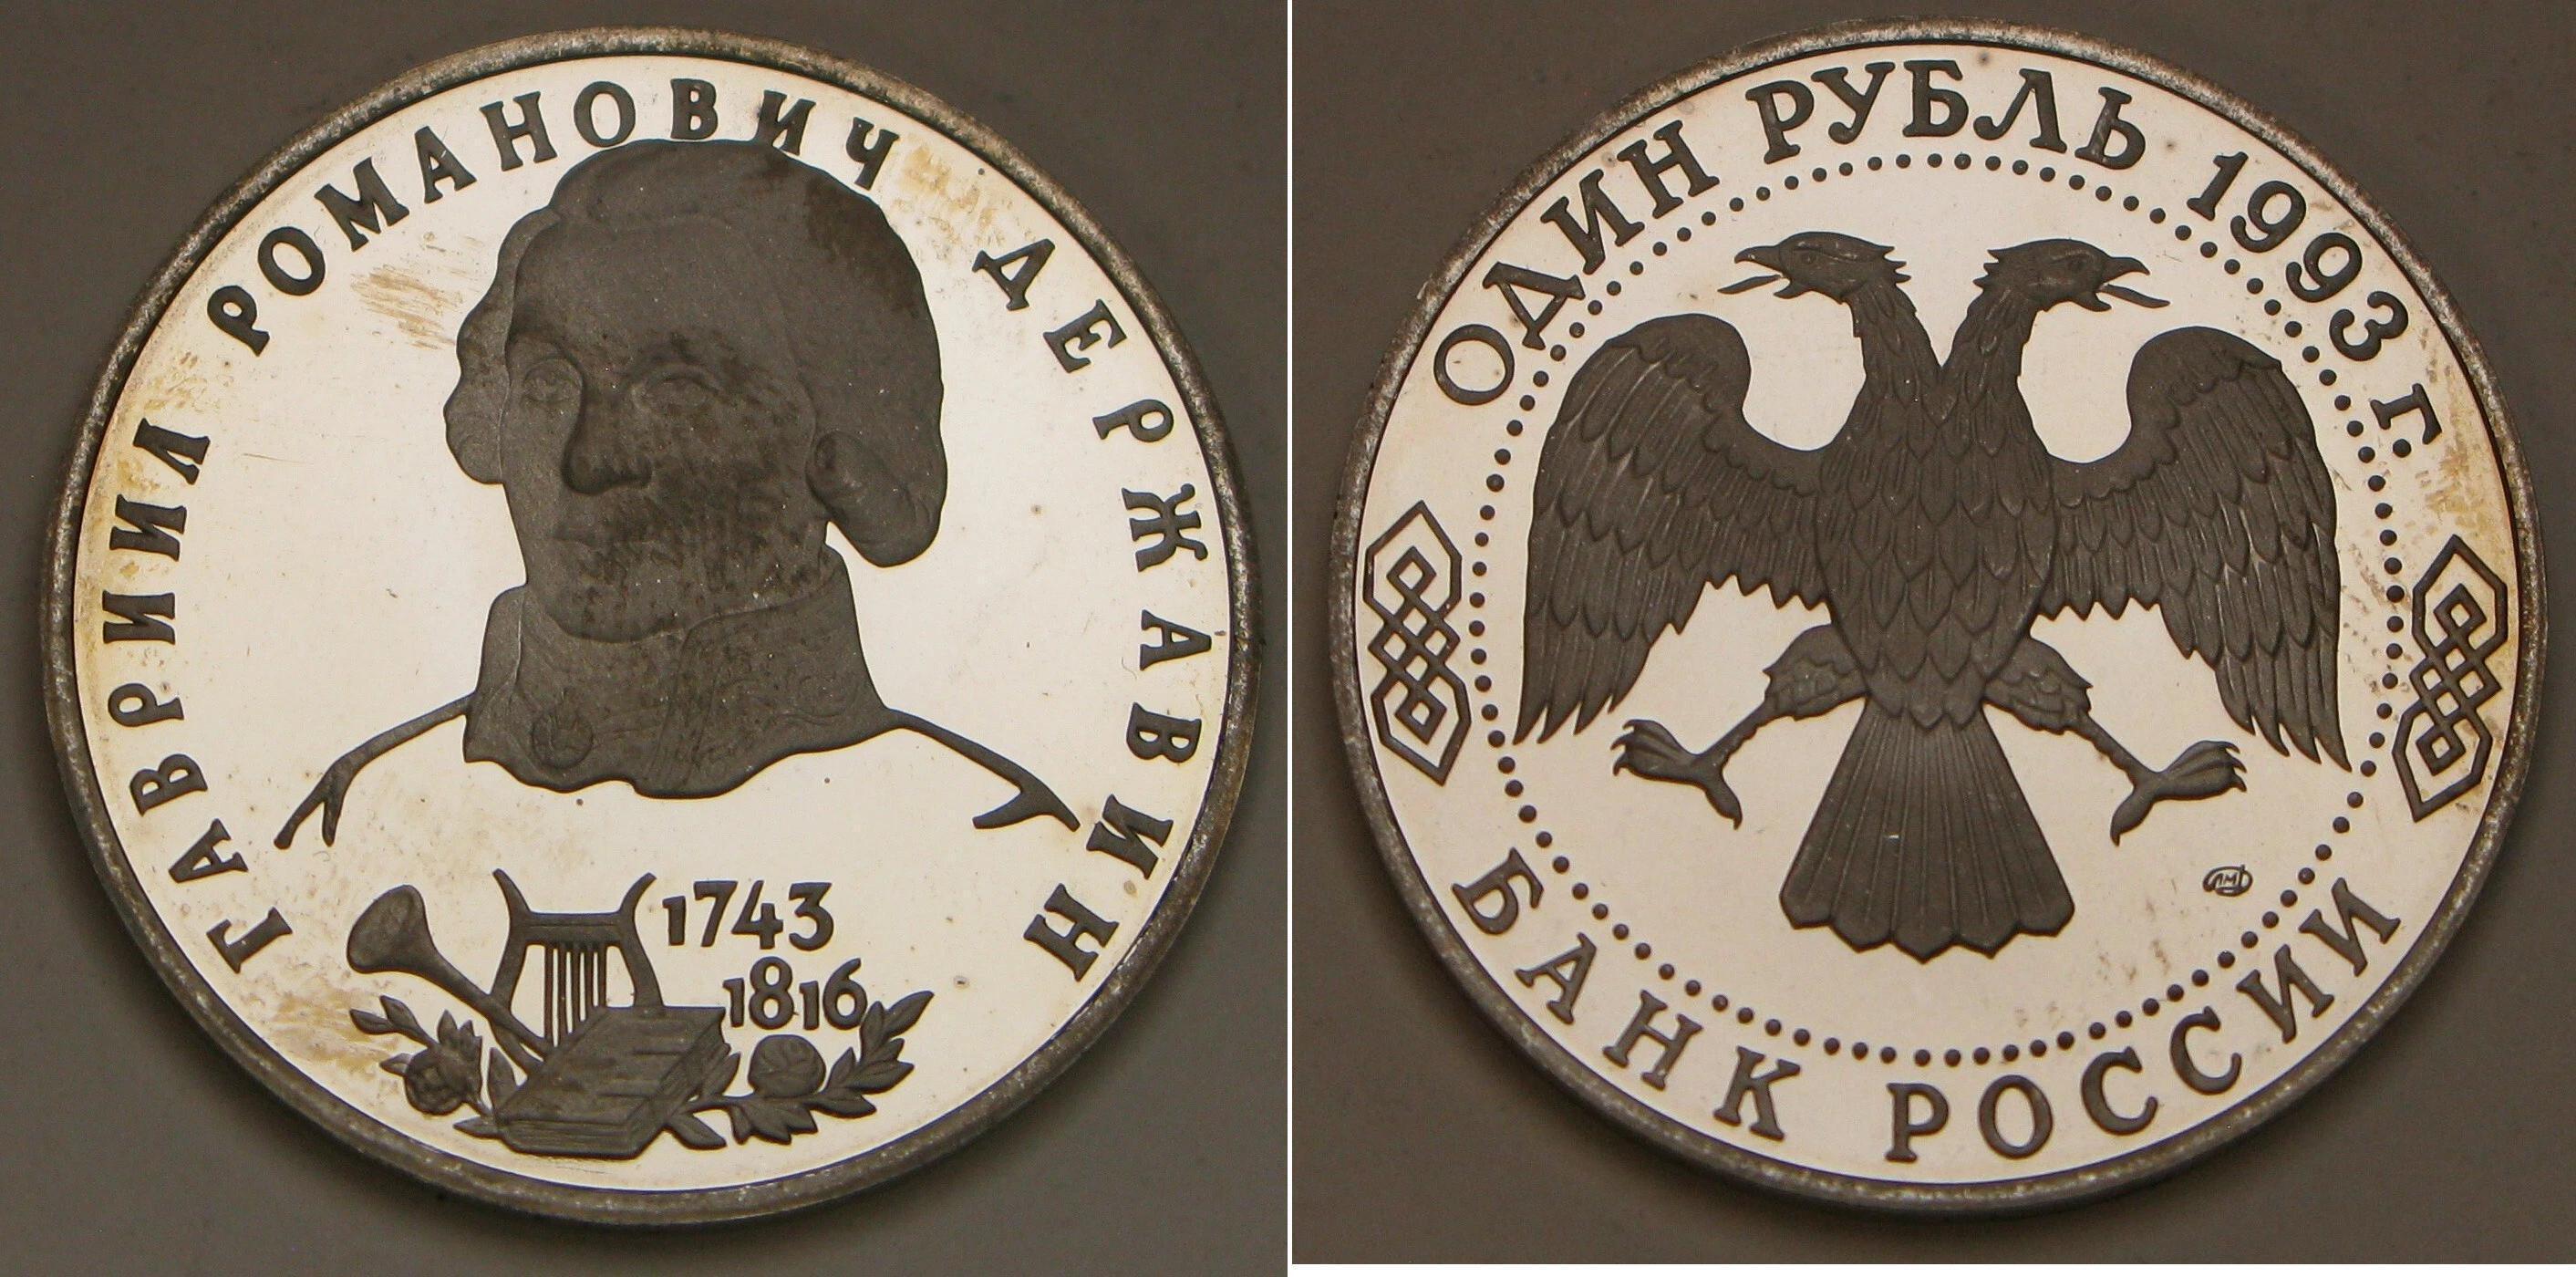 ГАВРИИЛ РОМАНОВИЧ ДЕРЖАВИН
1743
1816
ОДИН РУБЛЬ 1993 г.
БАНК РОССИИ
ЛМД